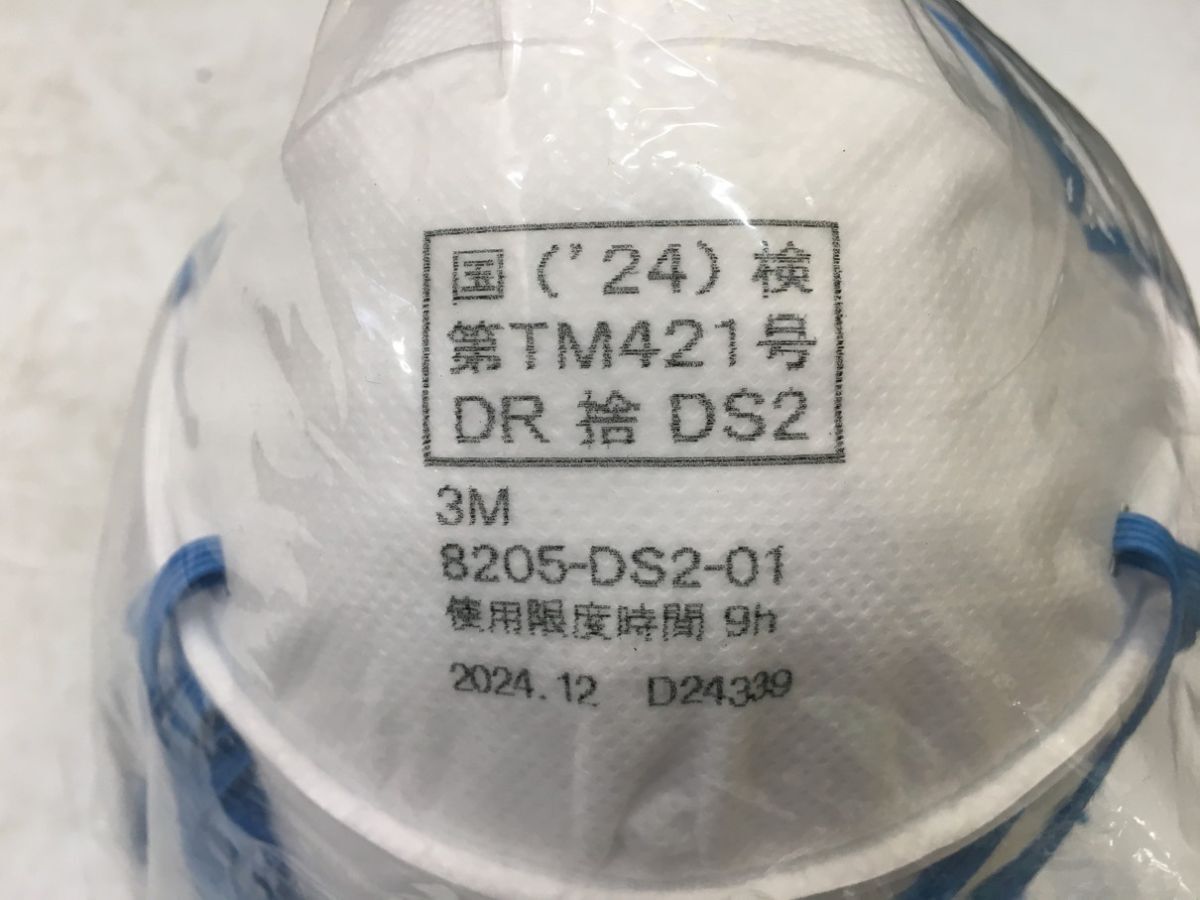 国（’24）検
第TM421号
DR 捨 DS2
3M
8205-DS2-01
使用限度時間 9h
2024.12 D24339